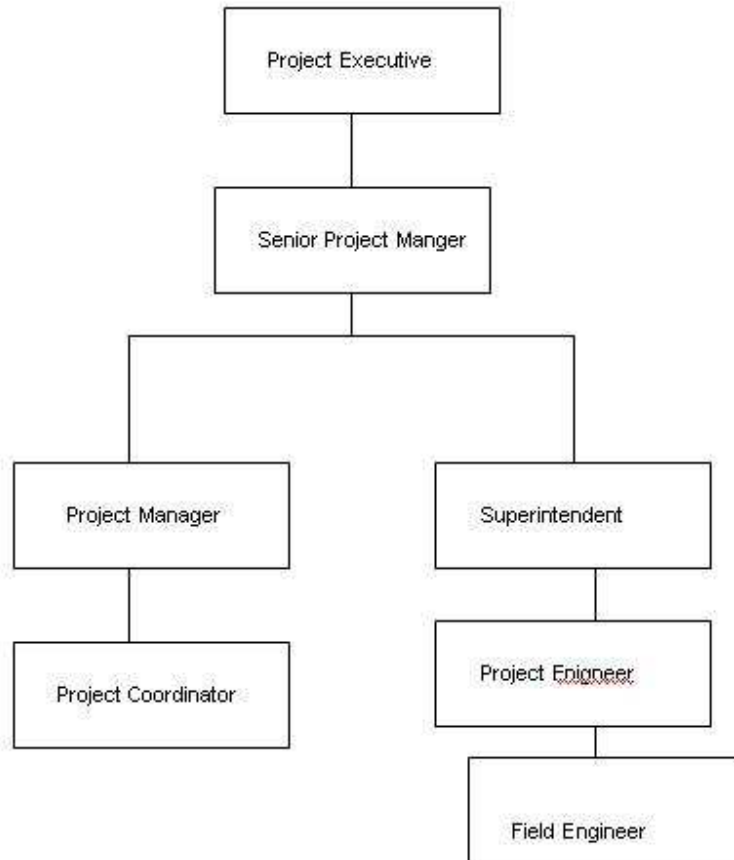 Project Executive
Senior Project Manger
Project Manager
Superintendent
Project Coordinator
Project Enigneer
Field Engineer